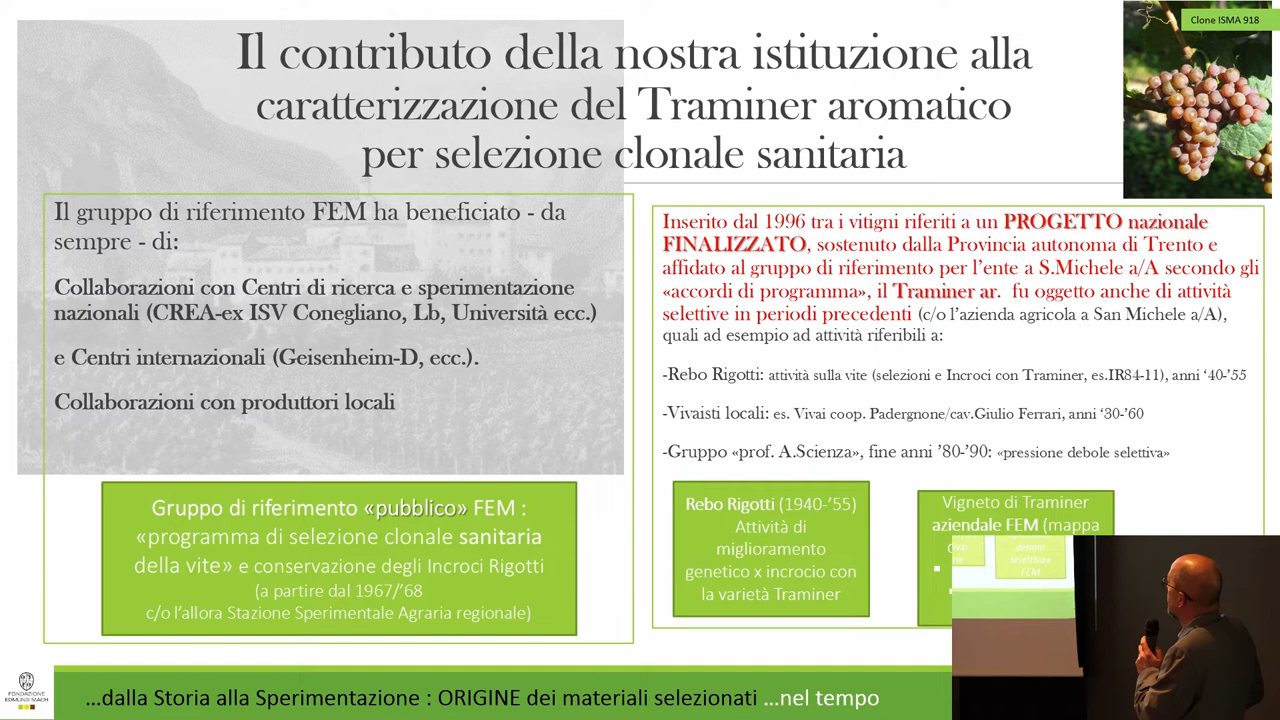 Clone ISMA 918
Il contributo della nostra istituzione alla
caratterizzazione del Traminer aromatico
per selezione clonale sanitaria
Il gruppo di riferimento FEM ha beneficiato - da
sempre - di:
Collaborazioni con Centri di ricerca e sperimentazione
nazionali (CREA-ex ISV Conegliano, Lb, Università ecc.)
e Centri internazionali (Geisenheim-D, ecc.).
Collaborazioni con produttori locali
Gruppo di riferimento «pubblico» FEM :
«programma di selezione clonale sanitaria
della vite» e conservazione degli Incroci Rigotti
(a partire dal 1967/’68
c/o l’allora Stazione Sperimentale Agraria regionale)
Inserito dal 1996 tra i vitigni riferiti a un PROGETTO nazionale
FINALIZZATO, sostenuto dalla Provincia autonoma di Trento e
affidato al gruppo di riferimento per l’ente a S.Michele a/A secondo gli
«accordi di programma», il Traminer ar. fu oggetto anche di attività
selettive in periodi precedenti (c/o l’azienda agricola a San Michele a/A),
quali ad esempio ad attività riferibili a:
-Rebo Rigotti: attività sulla vite (selezioni e Incroci con Traminer, es.IR84-11), anni ‘40-’55
-Vivaisti locali: es. Vivai coop. Padergnone/cav.Giulio Ferrari, anni ‘30-’60
-Gruppo «prof. A.Scienza», fine anni ’80-’90: «pressione debole selettiva»
Rebo Rigotti (1940-’55)
Attività di
miglioramento
genetico x incrocio con
la varietà Traminer
Vigneto di Traminer
aziendale FEM (mappa
debole
selettiva»
FEM
FONDAZIONE
EDMUND MACH
…dalla Storia alla Sperimentazione : ORIGINE dei materiali selezionati …nel tempo